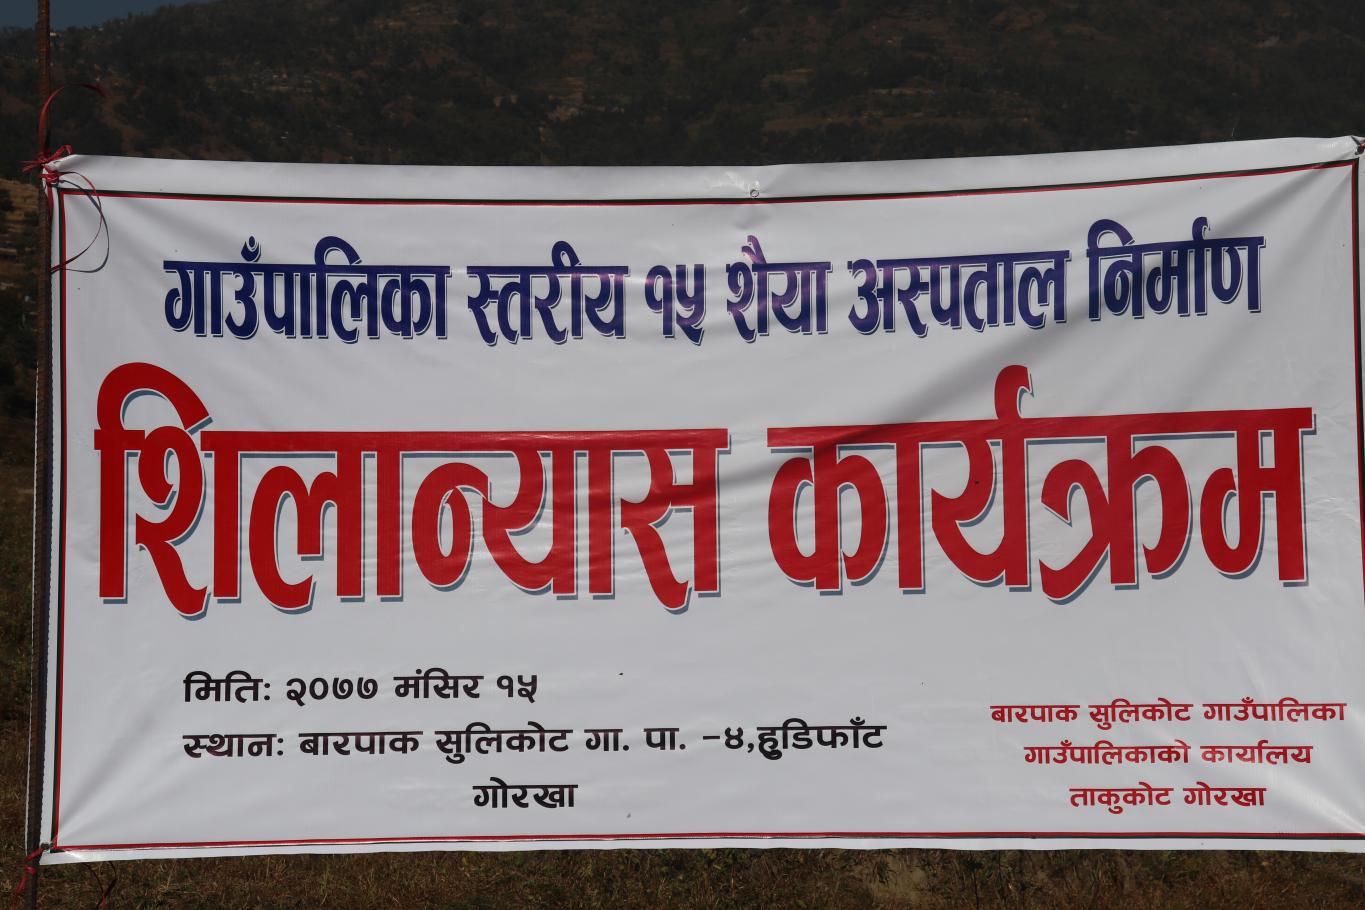 गाउँपालिका स्तरीय १५ शैया अस्पताल निर्माण
शिलान्यास कार्यक्रम
मिति: २०७७ मंसिर १५
स्थान: बारपाक सुलिकोट गा. पा. -४,हुडिफाँट
गोरखा
बारपाक सुलिकोट गाउँपालिका
गाउँपालिकाको कार्यालय
ताकुकोट गोरखा